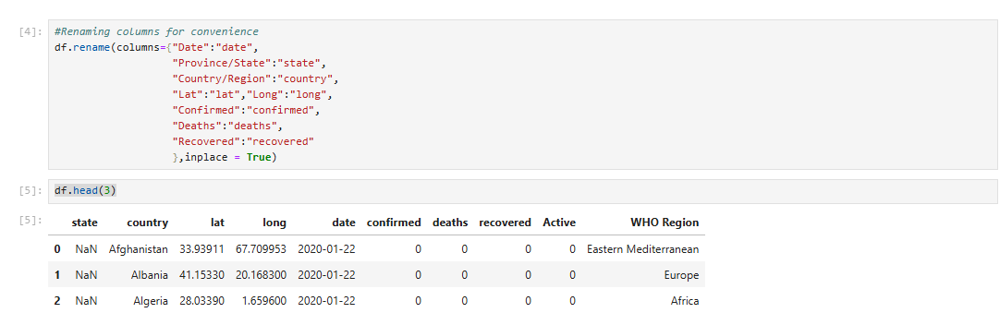 [4]: #Renaming columns for convenience
df.rename(columns={"Date":"date",
"Province/State":"state",
"Country/Region":"country",
"Lat":"lat","Long":"long",
"Confirmed":"confirmed",
"Deaths":"deaths",
"Recovered":"recovered"
},inplace = True)
[5]: df.head(3)
[5]: state country lat long date confirmed deaths recovered Active WHO Region
0 NaN Afghanistan 33.93911 67.709953 2020-01-22 0 0 0 0 Eastern Mediterranean
1 NaN Albania 41.15330 20.168300 2020-01-22 0 0 0 0 Europe
2 NaN Algeria 28.03390 1.659600 2020-01-22 0 0 0 0 Africa